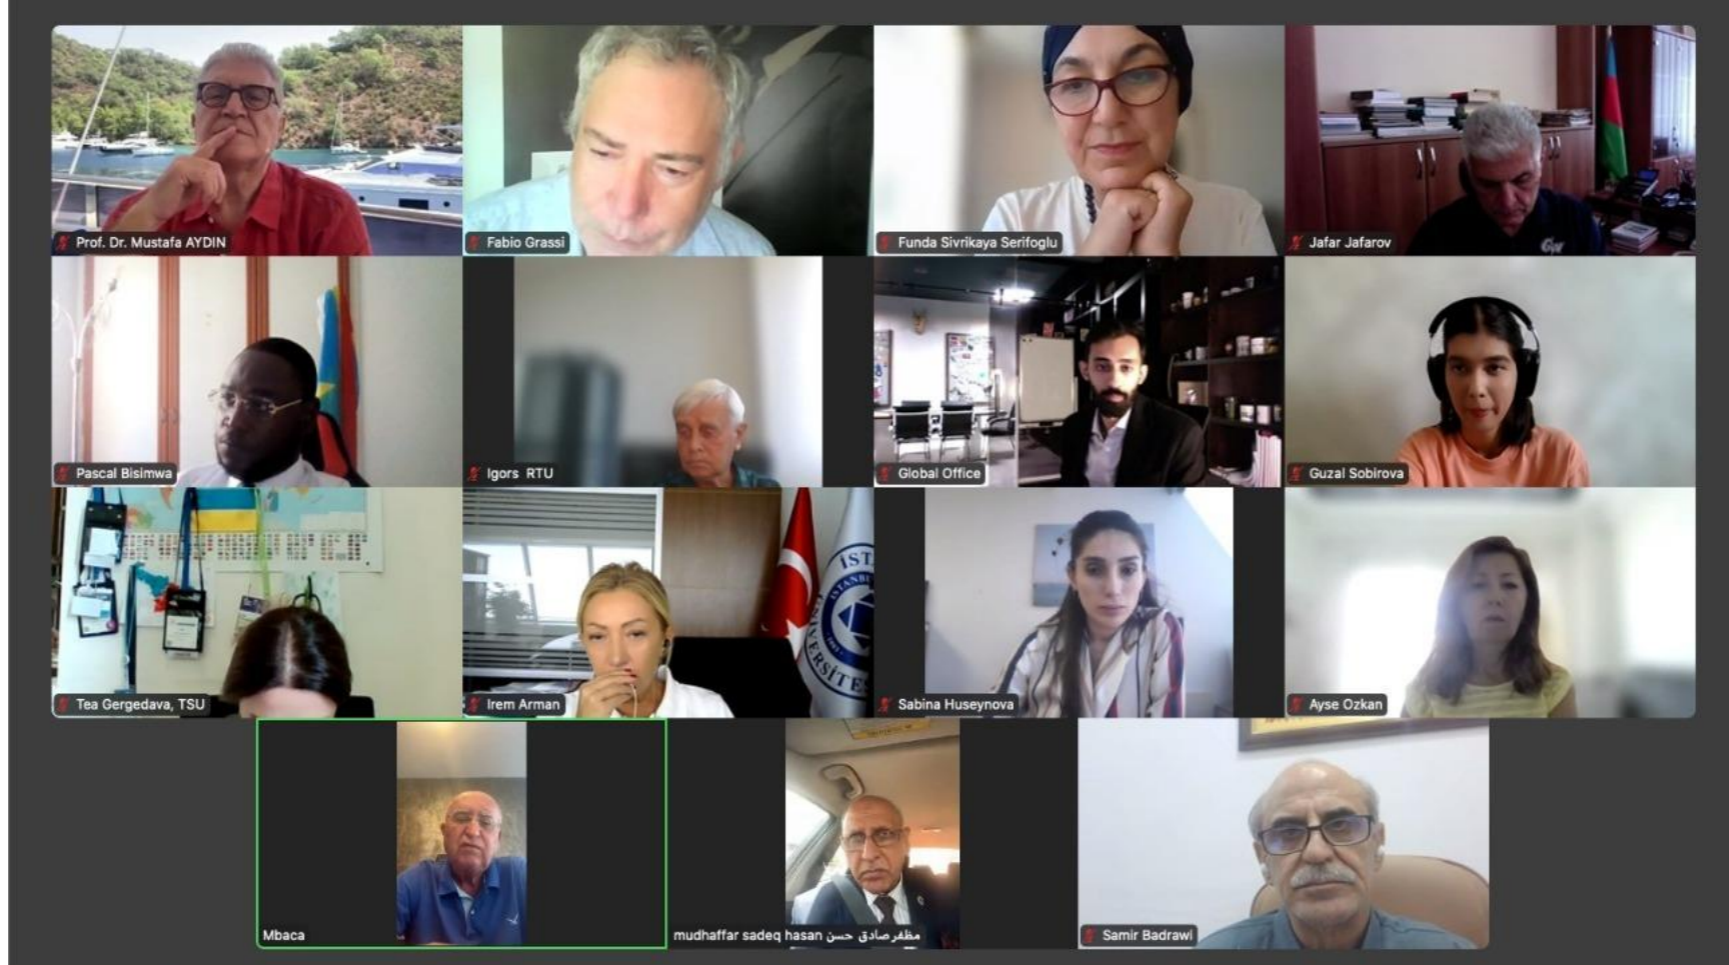 Prof. Dr. Mustafa AYDIN
Fabio Grassi
Funda Sivrikaya Serifoglu
Jafar Jafarov
GW
Pascal Bisimwa
Igors RTU
Global Office
Guzal Sobirova
Tea Gergedava, TSU
Irem Arman
Sabina Huseynova
Ayse Ozkan
Mbaca
mudhaffar sadeq hasan مظفر صادق حسن
Samir Badrawi